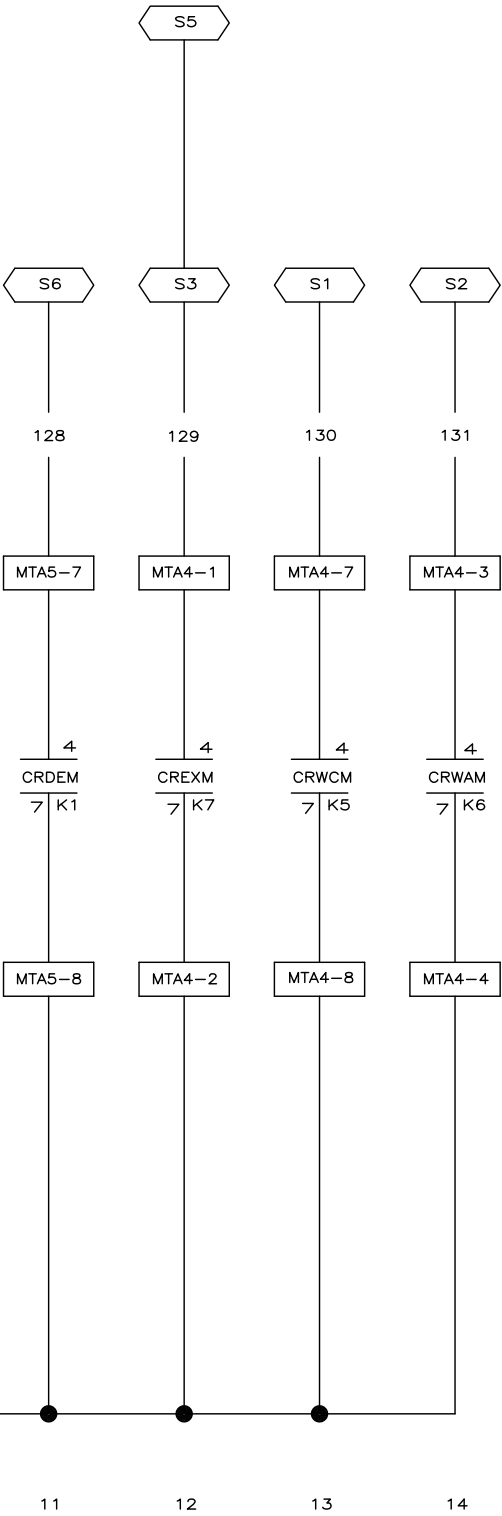 S5
S6 S3 S1 S2
128 129 130 131
MTA5-7 MTA4-1 MTA4-7 MTA4-3
4 4 4 4
CRDEM CREXM CRWCM CRWAM
7 K1 7 K7 7 K5 7 K6
MTA5-8 MTA4-2 MTA4-8 MTA4-4
11 12 13 14